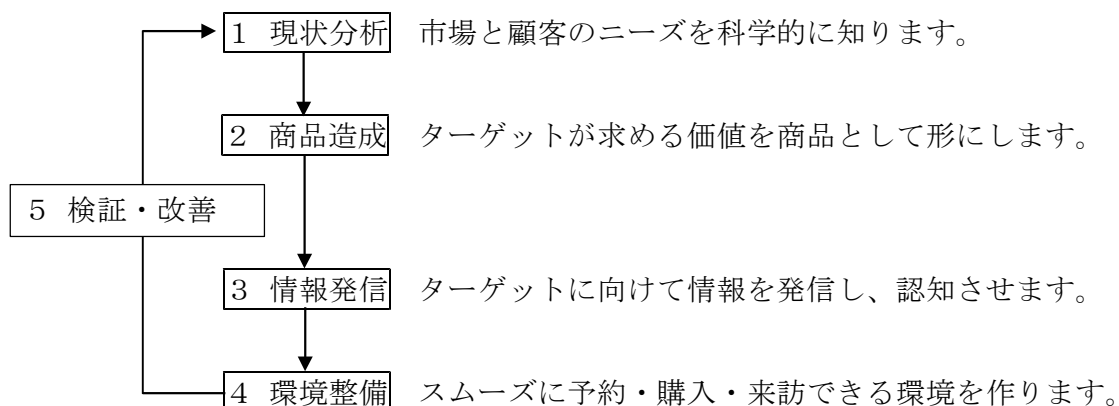 1 現状分析 市場と顧客のニーズを科学的に知ります。
2 商品造成 ターゲットが求める価値を商品として形にします。
5 検証・改善
3 情報発信 ターゲットに向けて情報を発信し、認知させます。
4 環境整備 スムーズに予約・購入・来訪できる環境を作ります。